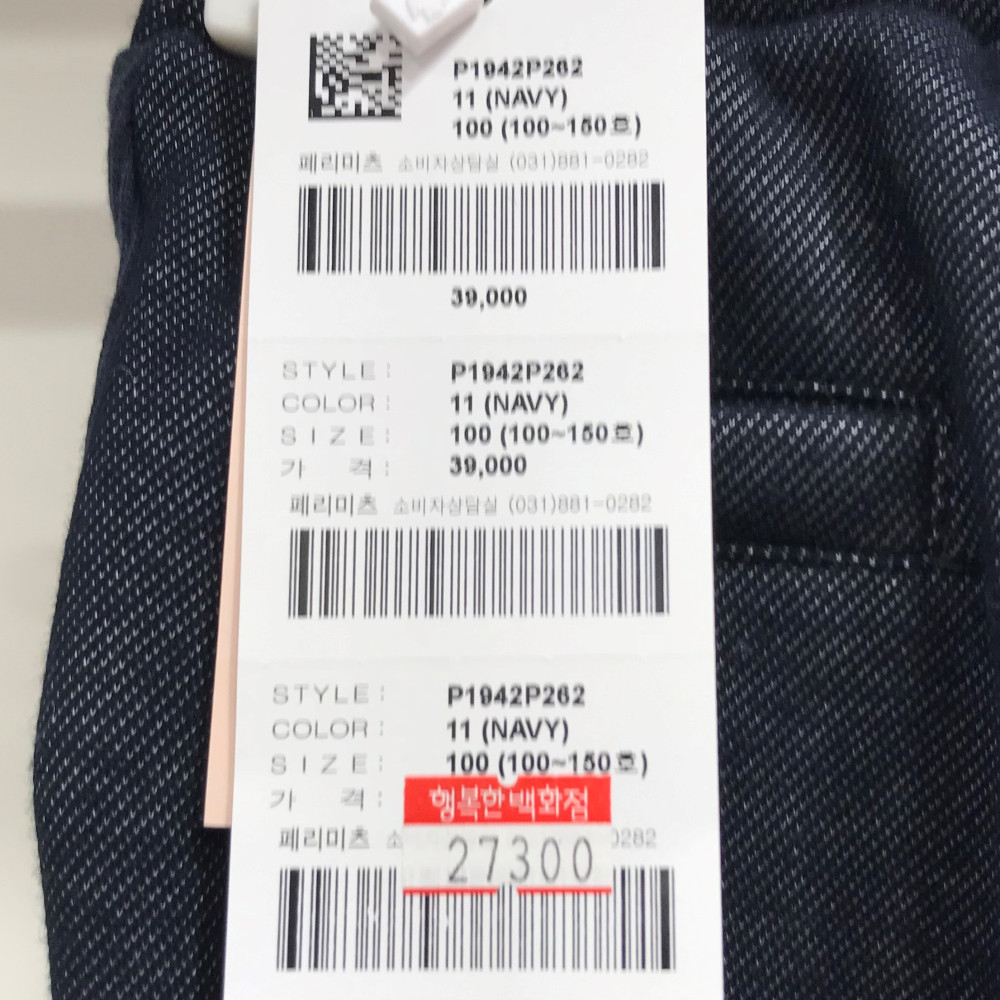 P1942P262
11 (NAVY)
100 (100~150호)
페리미츠 소비자상담실 (031)881-0282
39,000
STYLE : P1942P262
COLOR : 11 (NAVY)
SIZE : 100 (100~150호)
가 격 : 39,000
페리미츠 소비자상담실 (031)881-0282
STYLE : P1942P262
COLOR : 11 (NAVY)
SIZE : 100 (100~150호)
가 격 :
행복한백화점
페리미츠 소 0282
27300